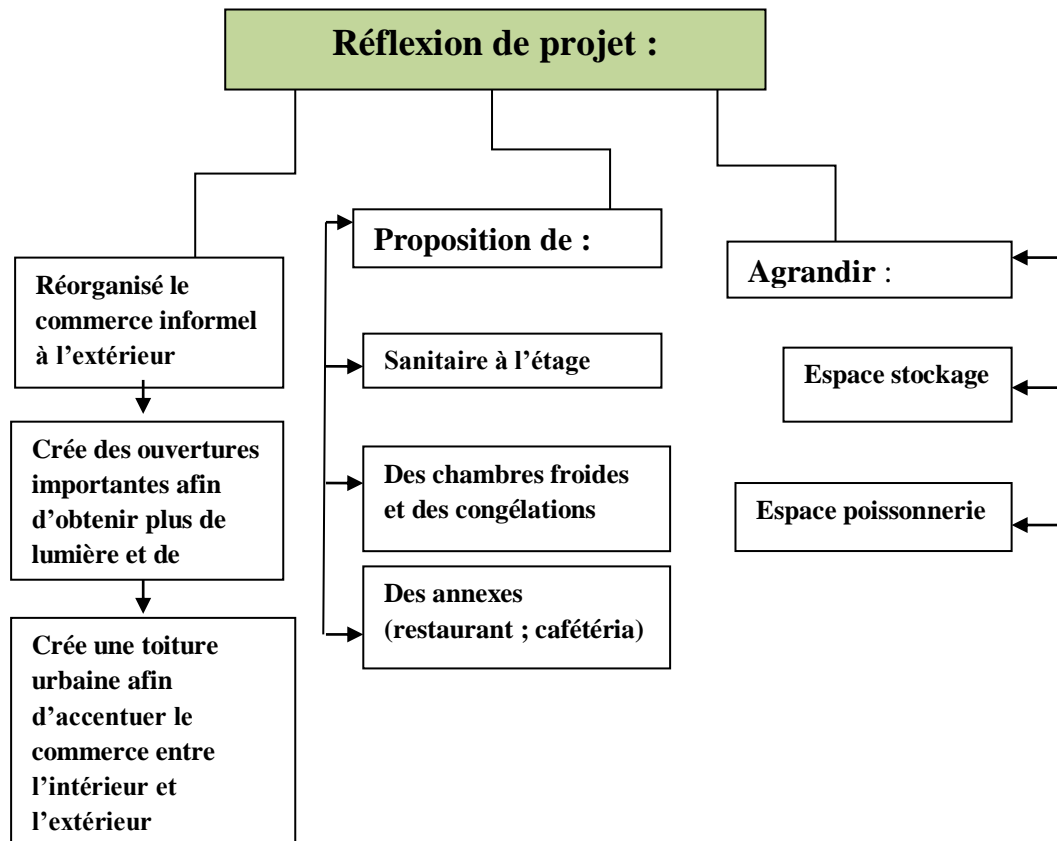 Réflexion de projet :
Réorganisé le
commerce informel
à l’extérieur
Crée des ouvertures
importantes afin
d’obtenir plus de
lumière et de
Crée une toiture
urbaine afin
d’accentuer le
commerce entre
l’intérieur et
l’extérieur
Proposition de :
Sanitaire à l’étage
Des chambres froides
et des congélations
Des annexes
(restaurant ; cafétéria)
Agrandir :
Espace stockage
Espace poissonnerie